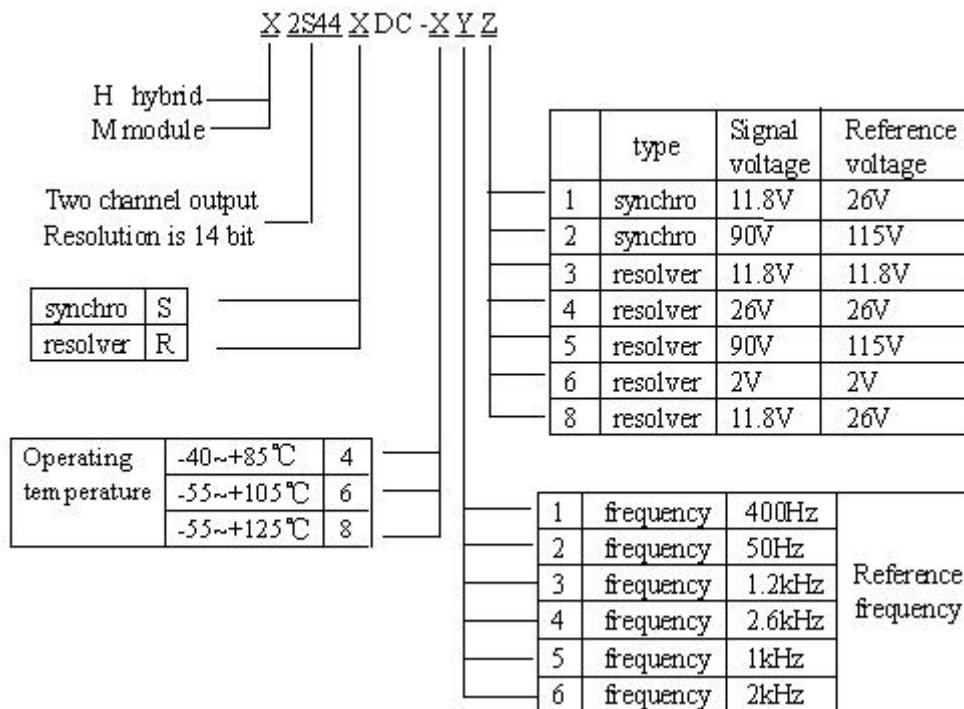 X 2S44 X DC -X Y Z
H hybrid
M module
Two channel output
Resolution is 14 bit
synchro S
resolver R
Operating temperature
-40~+85℃ 4
-55~+105℃ 6
-55~+125℃ 8
type Signal voltage Reference voltage
1 synchro 11.8V 26V
2 synchro 90V 115V
3 resolver 11.8V 11.8V
4 resolver 26V 26V
5 resolver 90V 115V
6 resolver 2V 2V
8 resolver 11.8V 26V
1 frequency 400Hz
2 frequency 50Hz
3 frequency 1.2kHz
4 frequency 2.6kHz
5 frequency 1kHz
6 frequency 2kHz
Reference
frequency